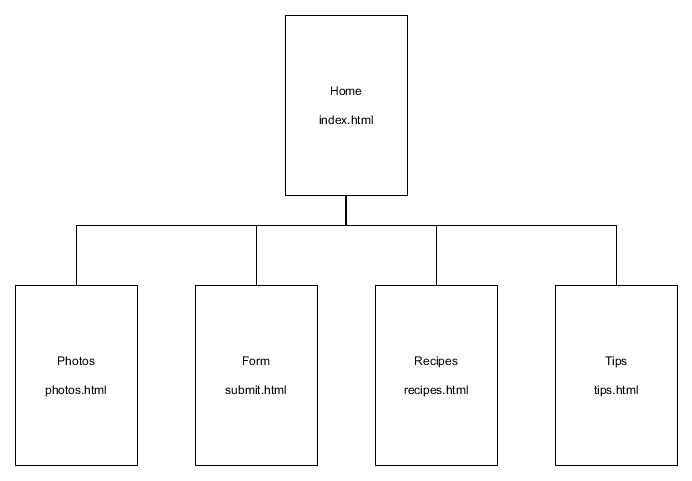 Home
index.html
Photos
photos.html
Form
submit.html
Recipes
recipes.html
Tips
tips.html